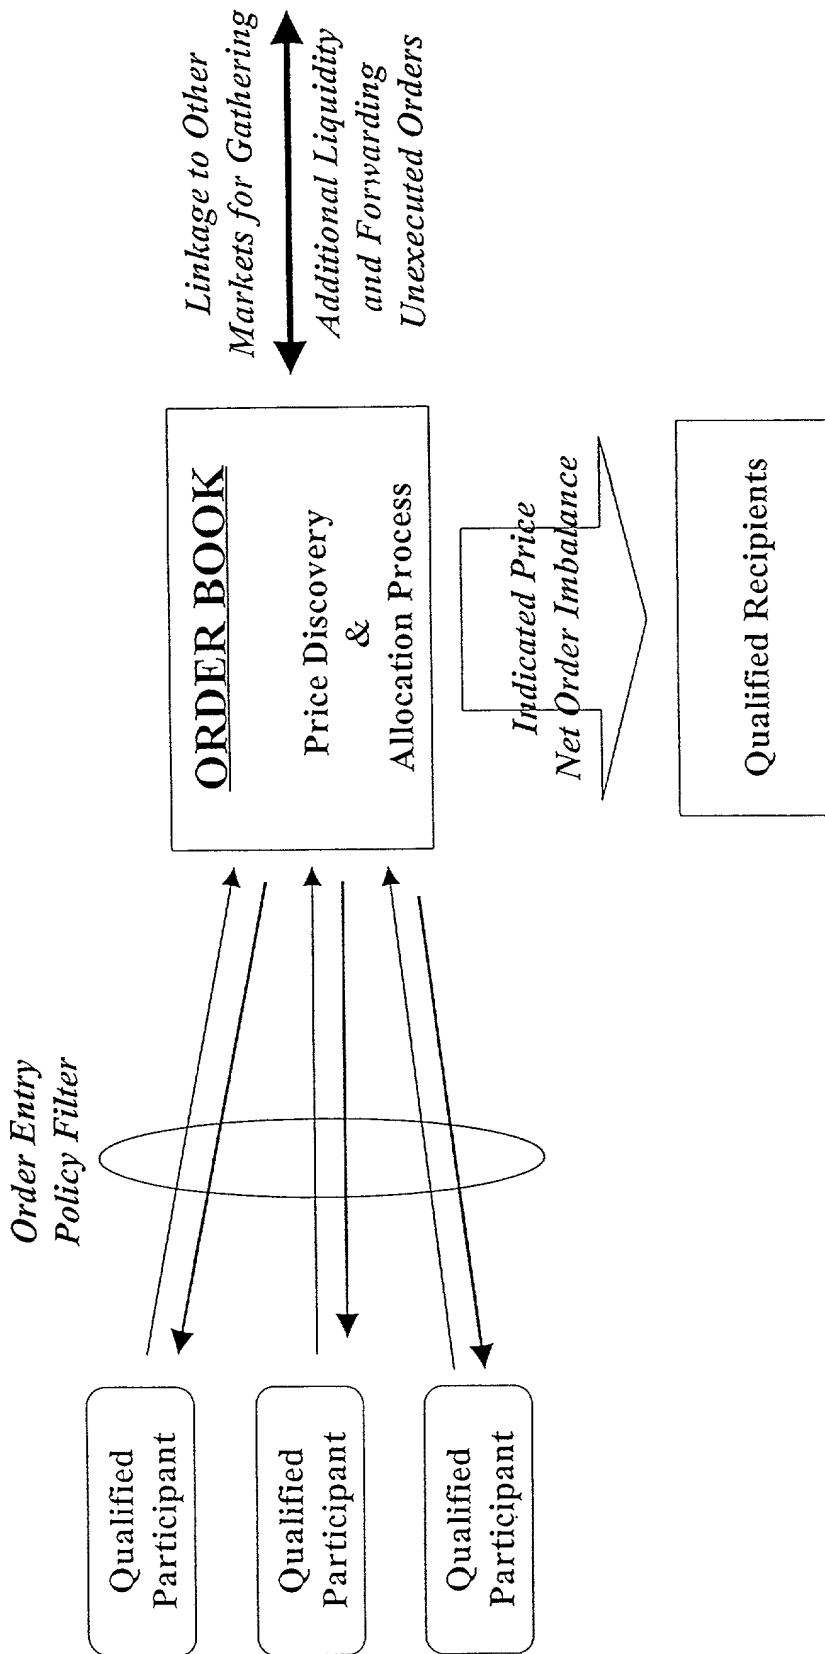 Order Entry
Policy Filter
Qualified
Participant
Qualified
Participant
Qualified
Participant
ORDER BOOK
Price Discovery
&
Allocation Process
Linkage to Other
Markets for Gathering
Additional Liquidity
and Forwarding
Unexecuted Orders
Indicated Price
Net Order Imbalance
Qualified Recipients